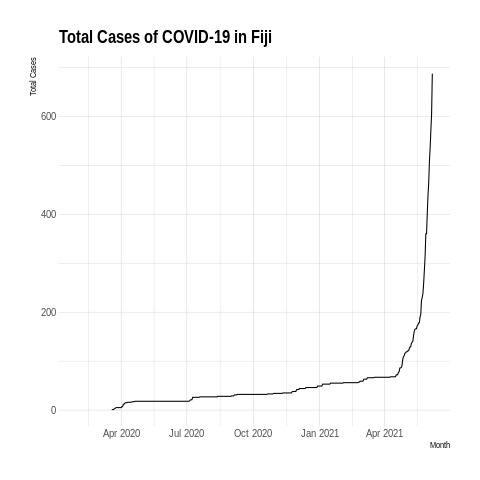 Total Cases of COVID-19 in Fiji
Total Cases
600
400
200
0
Apr 2020 Jul 2020 Oct 2020 Jan 2021 Apr 2021
Month